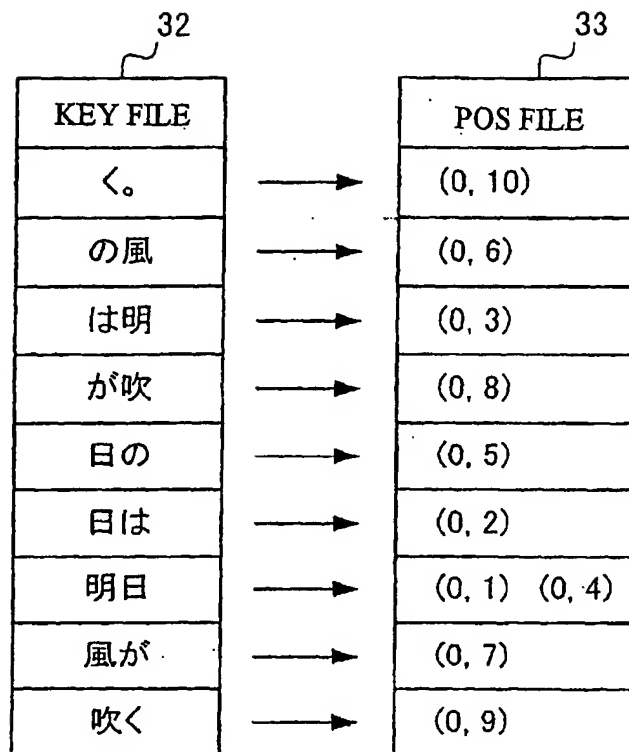 32 33
KEY FILE POS FILE
く。 (0, 10)
の風 (0, 6)
は明 (0, 3)
が吹 (0, 8)
日の (0, 5)
日は (0, 2)
明日 (0, 1) (0, 4)
風が (0, 7)
吹く (0, 9)